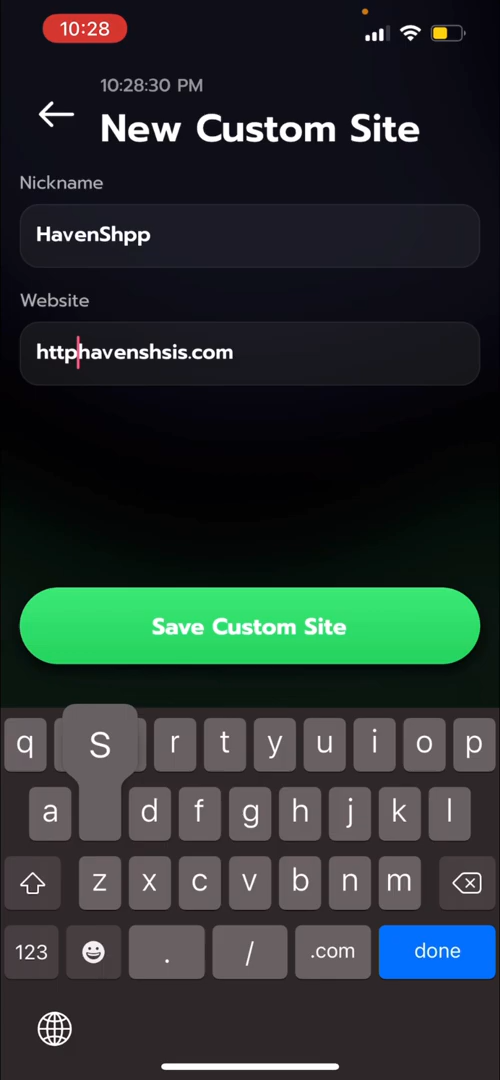 10:28
10:28:30 PM
New Custom Site
Nickname
HavenShpp
Website
httphavenshsis.com
Save Custom Site
q S r t y u i o p
a d f g h j k l
z x c v b n m
123 . / .com done